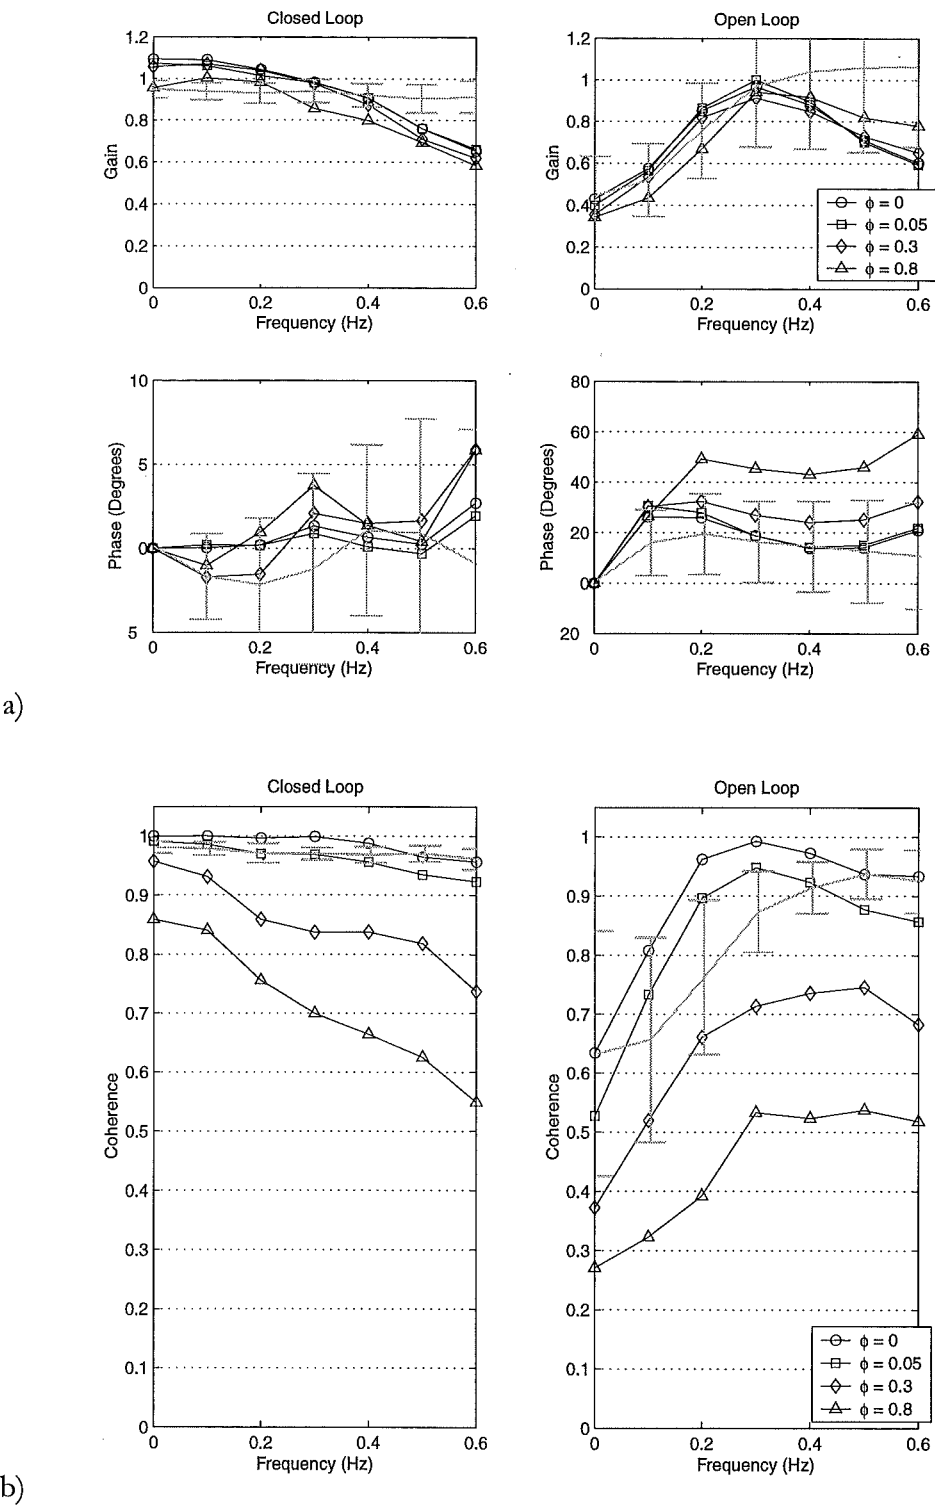 Closed Loop
Open Loop
1.2
1
0.8
0.6
0.4
0.2
0
Gain
0
0.2
0.4
0.6
Frequency (Hz)
1.2
1
0.8
0.6
0.4
0.2
0
Gain
0
0.2
0.4
0.6
Frequency (Hz)
ϕ = 0
ϕ = 0.05
ϕ = 0.3
ϕ = 0.8
10
5
0
5
Phase (Degrees)
0
0.2
0.4
0.6
Frequency (Hz)
80
60
40
20
0
20
Phase (Degrees)
0
0.2
0.4
0.6
Frequency (Hz)
a)
Closed Loop
Open Loop
1
0.9
0.8
0.7
0.6
0.5
0.4
0.3
0.2
0.1
0
Coherence
0
0.2
0.4
0.6
Frequency (Hz)
1
0.9
0.8
0.7
0.6
0.5
0.4
0.3
0.2
0.1
0
Coherence
0
0.2
0.4
0.6
Frequency (Hz)
ϕ = 0
ϕ = 0.05
ϕ = 0.3
ϕ = 0.8
b)